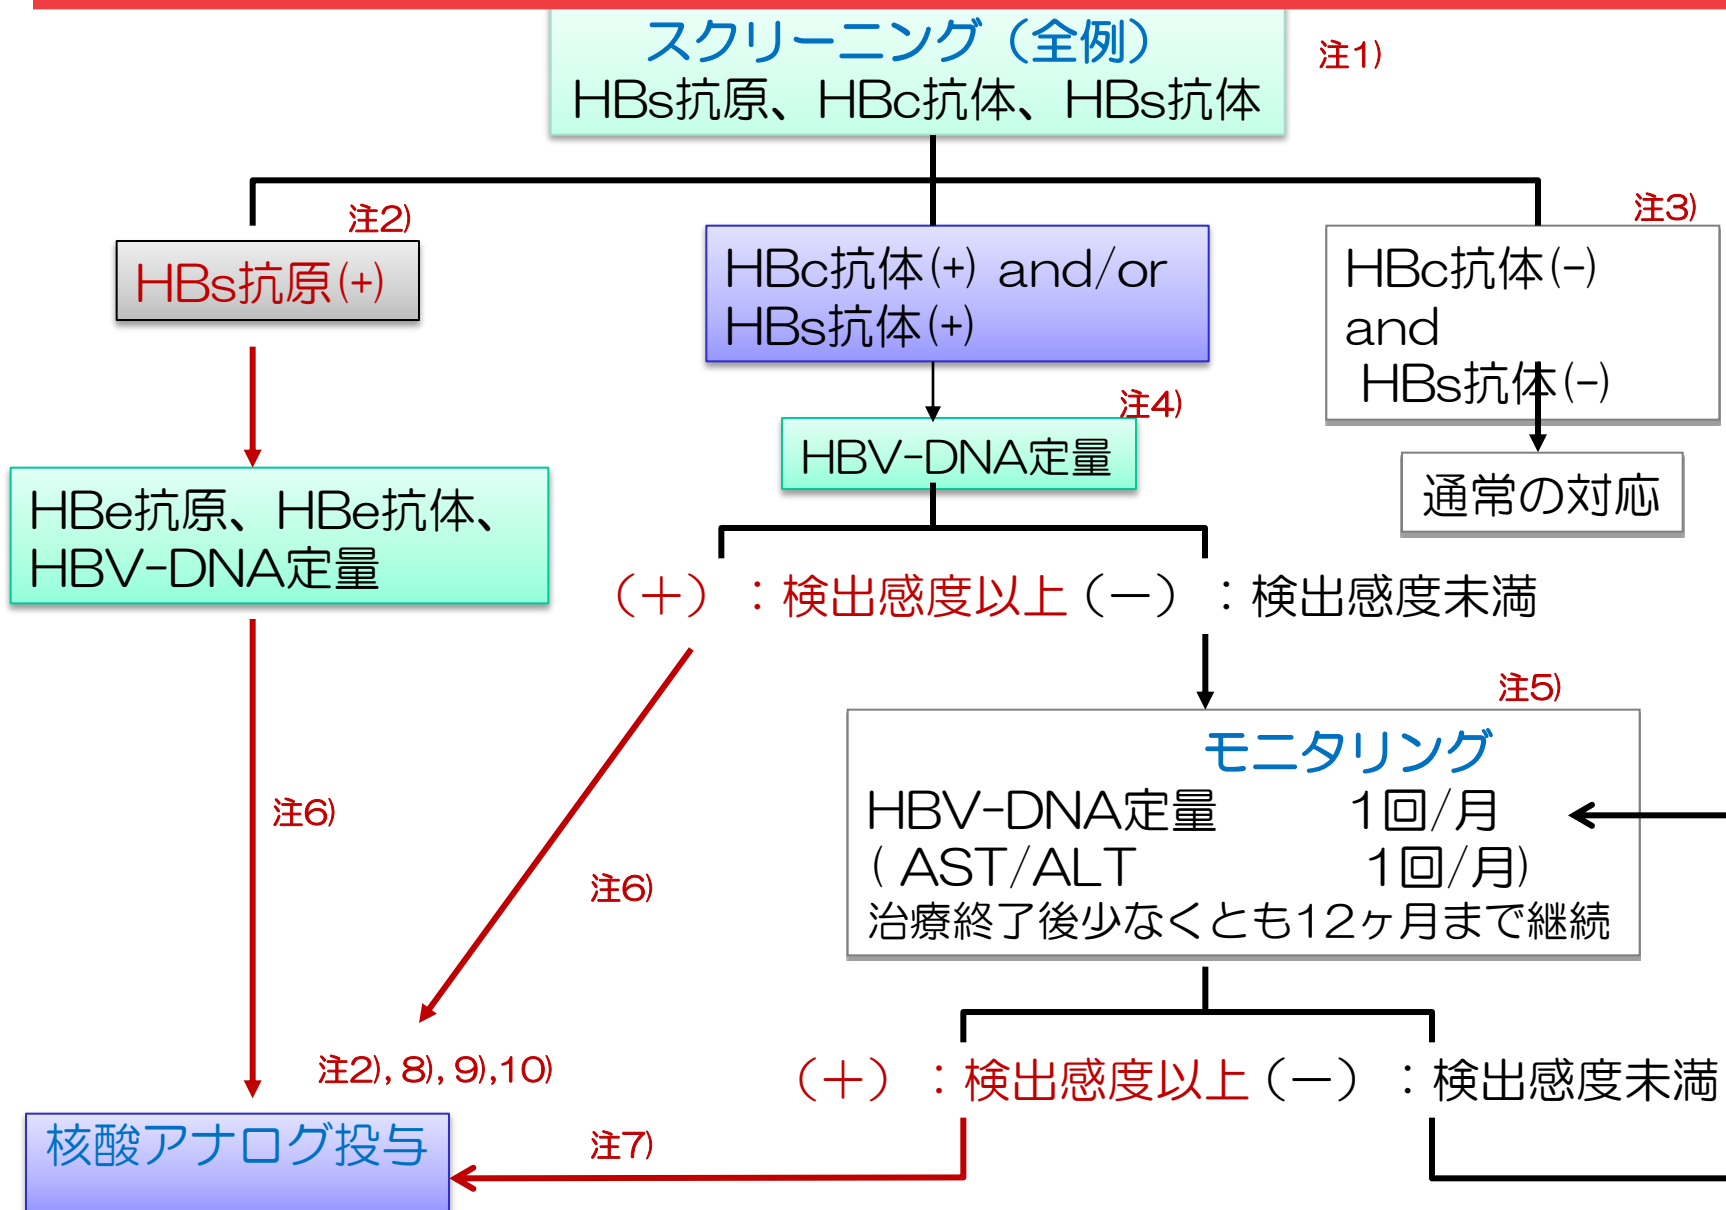 スクリーニング（全例）
HBs抗原、HBc抗体、HBs抗体
注1)
注2)
HBs抗原(+)
HBc抗体(+) and/or
HBs抗体(+)
注3)
HBc抗体(-)
and
HBs抗体(-)
注4)
HBV-DNA定量
通常の対応
HBe抗原、HBe抗体、
HBV-DNA定量
（＋）：検出感度以上
（－）：検出感度未満
注5)
モニタリング
HBV-DNA定量 1回/月
( AST/ALT 1回/月)
治療終了後少なくとも12ヶ月まで継続
注6)
注6)
注2), 8), 9),10)
（＋）：検出感度以上
（－）：検出感度未満
注7)
核酸アナログ投与